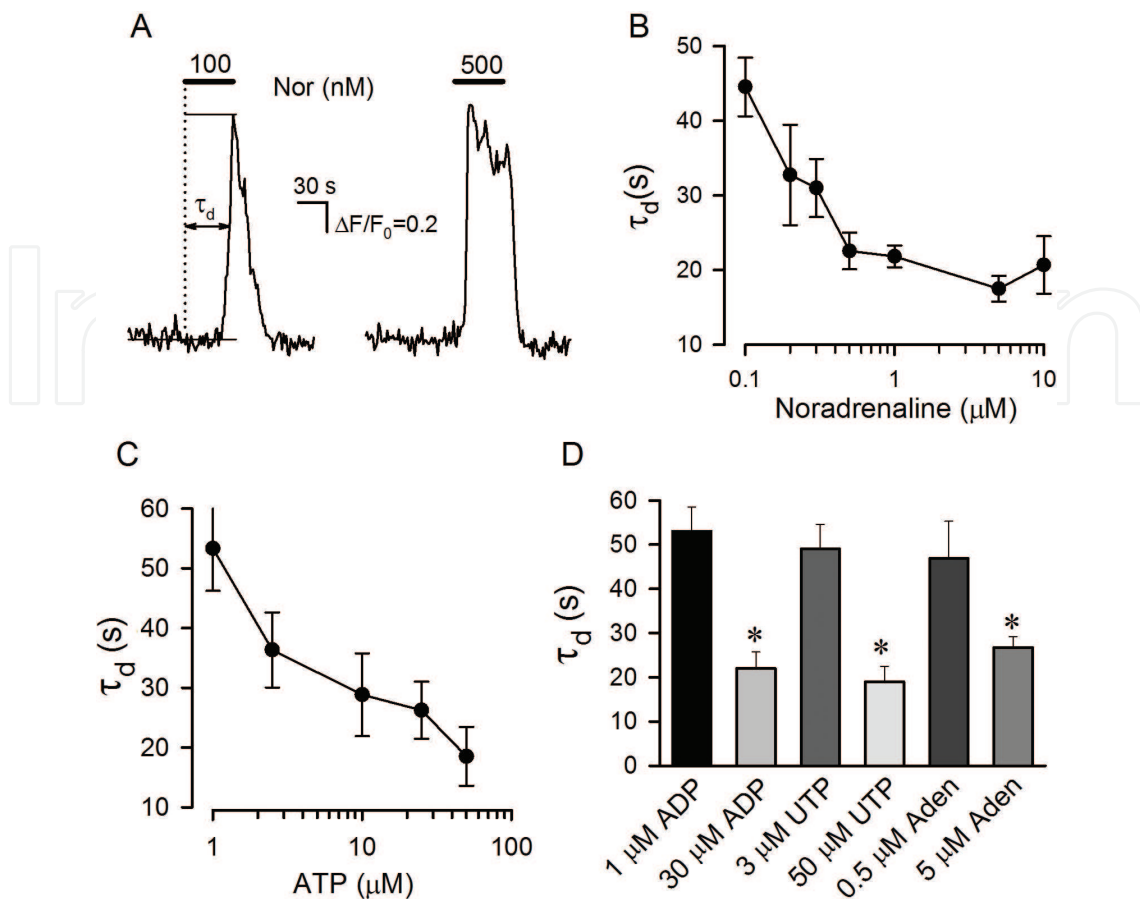 A
100
Nor (nM)
500
30 s
ΔF/F₀=0.2
τd
B
50
40
30
20
10
τd(s)
0.1
1
10
Noradrenaline (μM)
C
60
50
40
30
20
10
τd (s)
1
10
100
ATP (μM)
D
60
50
40
30
20
10
0
τd (s)
*
*
*
1 μM ADP
30 μM ADP
3 μM UTP
50 μM UTP
0.5 μM Aden
5 μM Aden